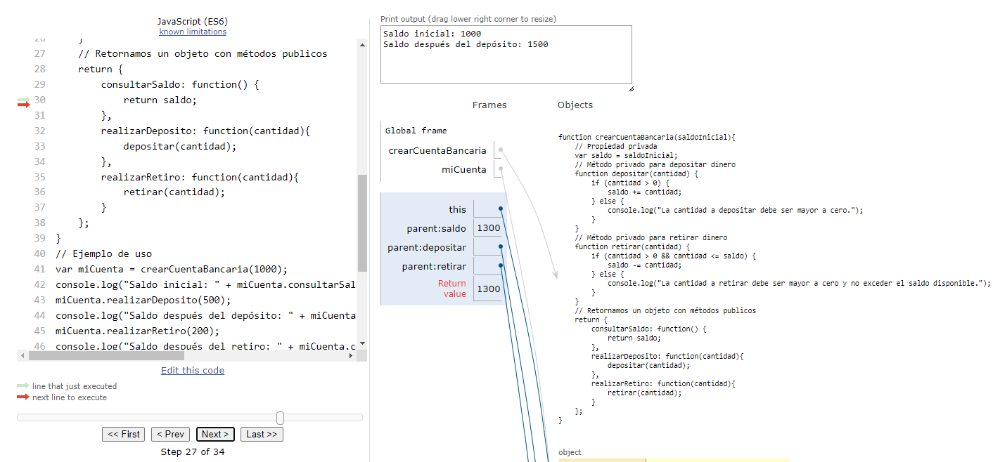 JavaScript (ES6)
known limitations
26     }
27     // Retornamos un objeto con métodos publicos
28     return {
29         consultarSaldo: function() {
30             return saldo;
31         },
32         realizarDeposito: function(cantidad){
33             depositar(cantidad);
34         },
35         realizarRetiro: function(cantidad){
36             retirar(cantidad);
37         }
38     };
39 }
40 // Ejemplo de uso
41 var miCuenta = crearCuentaBancaria(1000);
42 console.log("Saldo inicial: " + miCuenta.consultarSal
43 miCuenta.realizarDeposito(500);
44 console.log("Saldo después del depósito: " + miCuenta
45 miCuenta.realizarRetiro(200);
46 console.log("Saldo después del retiro: " + miCuenta.c
Edit this code
line that just executed
next line to execute
<< First  < Prev  Next >  Last >>
Step 27 of 34
Print output (drag lower right corner to resize)
Saldo inicial: 1000
Saldo después del depósito: 1500
Frames
Objects
Global frame
crearCuentaBancaria
miCuenta
this
parent:saldo 1300
parent:depositar
parent:retirar
Return
value 1300
function crearCuentaBancaria(saldoInicial){
    // Propiedad privada
    var saldo = saldoInicial;
    // Método privado para depositar dinero
    function depositar(cantidad) {
        if (cantidad > 0) {
            saldo += cantidad;
        } else {
            console.log("La cantidad a depositar debe ser mayor a cero.");
        }
    }
    // Método privado para retirar dinero
    function retirar(cantidad) {
        if (cantidad > 0 && cantidad <= saldo) {
            saldo -= cantidad;
        } else {
            console.log("La cantidad a retirar debe ser mayor a cero y no exceder el saldo disponible.");
        }
    }
    // Retornamos un objeto con métodos publicos
    return {
        consultarSaldo: function() {
            return saldo;
        },
        realizarDeposito: function(cantidad){
            depositar(cantidad);
        },
        realizarRetiro: function(cantidad){
            retirar(cantidad);
        }
    };
}
object